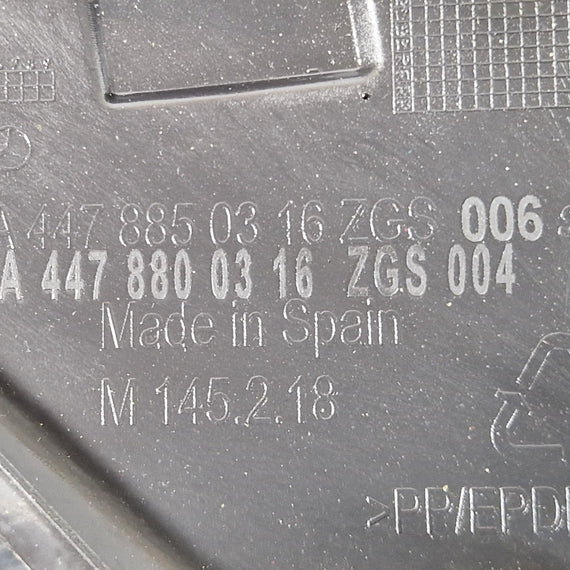 A 447 885 03 16 ZGS 006
A 447 880 03 16 ZGS 004
Made in Spain
M 145.2.18
>PP/EPD